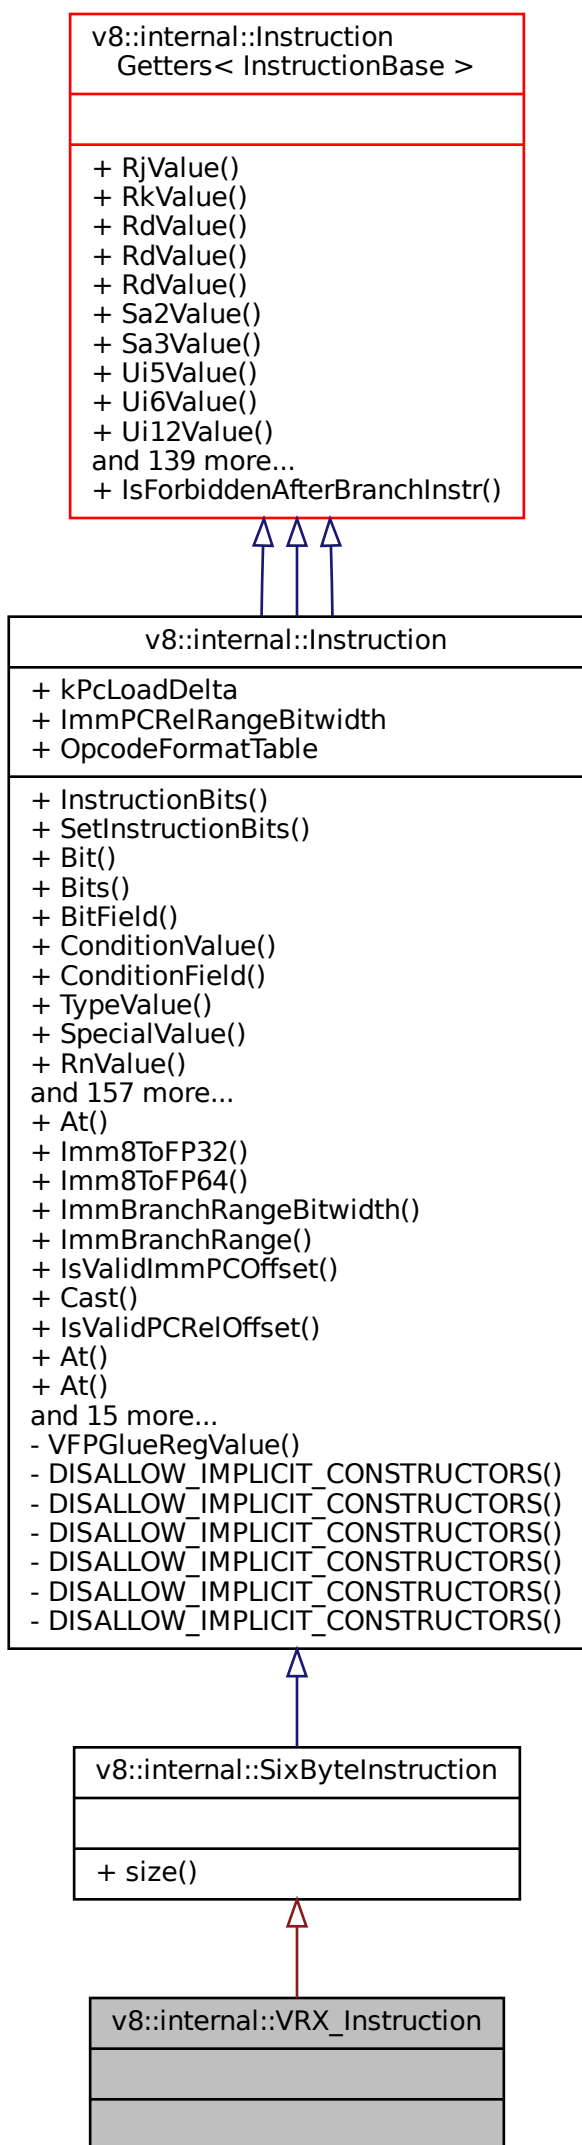 v8::internal::Instruction
Getters< InstructionBase >
+ RjValue()
+ RkValue()
+ RdValue()
+ RdValue()
+ RdValue()
+ Sa2Value()
+ Sa3Value()
+ Ui5Value()
+ Ui6Value()
+ Ui12Value()
and 139 more...
+ IsForbiddenAfterBranchInstr()
v8::internal::Instruction
+ kPcLoadDelta
+ ImmPCRelRangeBitwidth
+ OpcodeFormatTable
+ InstructionBits()
+ SetInstructionBits()
+ Bit()
+ Bits()
+ BitField()
+ ConditionValue()
+ ConditionField()
+ TypeValue()
+ SpecialValue()
+ RnValue()
and 157 more...
+ At()
+ Imm8ToFP32()
+ Imm8ToFP64()
+ ImmBranchRangeBitwidth()
+ ImmBranchRange()
+ IsValidImmPCOffset()
+ Cast()
+ IsValidPCRelOffset()
+ At()
+ At()
and 15 more...
- VFPGlueRegValue()
- DISALLOW_IMPLICIT_CONSTRUCTORS()
- DISALLOW_IMPLICIT_CONSTRUCTORS()
- DISALLOW_IMPLICIT_CONSTRUCTORS()
- DISALLOW_IMPLICIT_CONSTRUCTORS()
- DISALLOW_IMPLICIT_CONSTRUCTORS()
- DISALLOW_IMPLICIT_CONSTRUCTORS()
v8::internal::SixByteInstruction
+ size()
v8::internal::VRX_Instruction